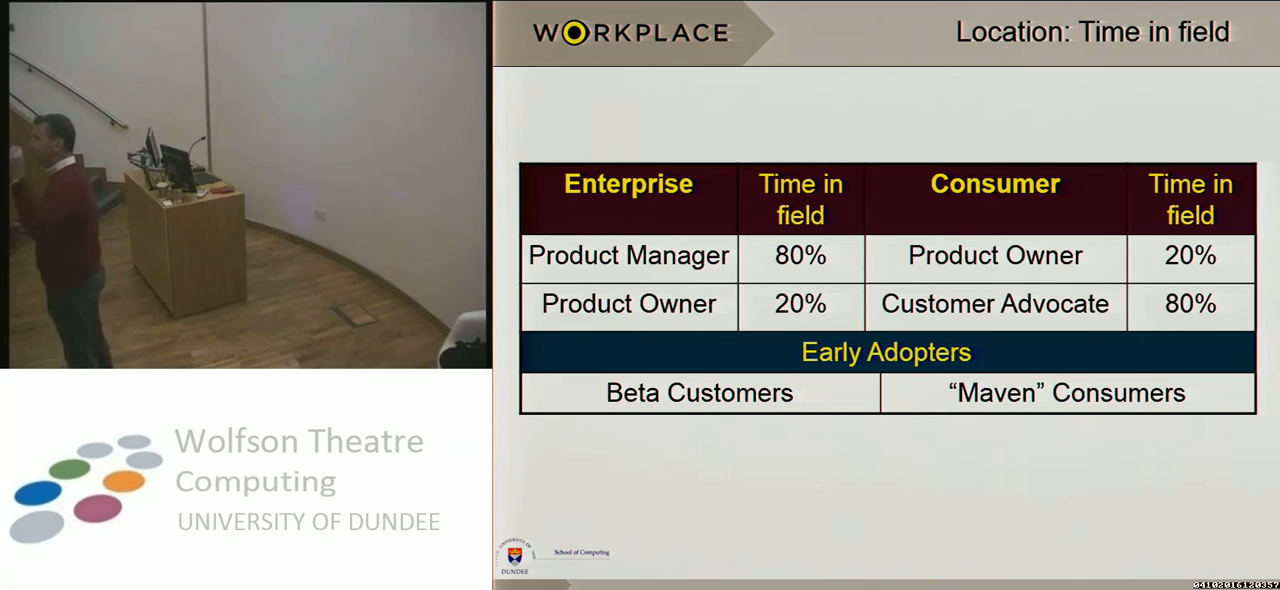 WORKPLACE
Location: Time in field
Enterprise
Time in field
Consumer
Time in field
Product Manager
80%
Product Owner
20%
Product Owner
20%
Customer Advocate
80%
Early Adopters
Beta Customers
“Maven” Consumers
Wolfson Theatre
Computing
UNIVERSITY OF DUNDEE
UNIVERSITY OF
DUNDEE
School of Computing
04102016120357